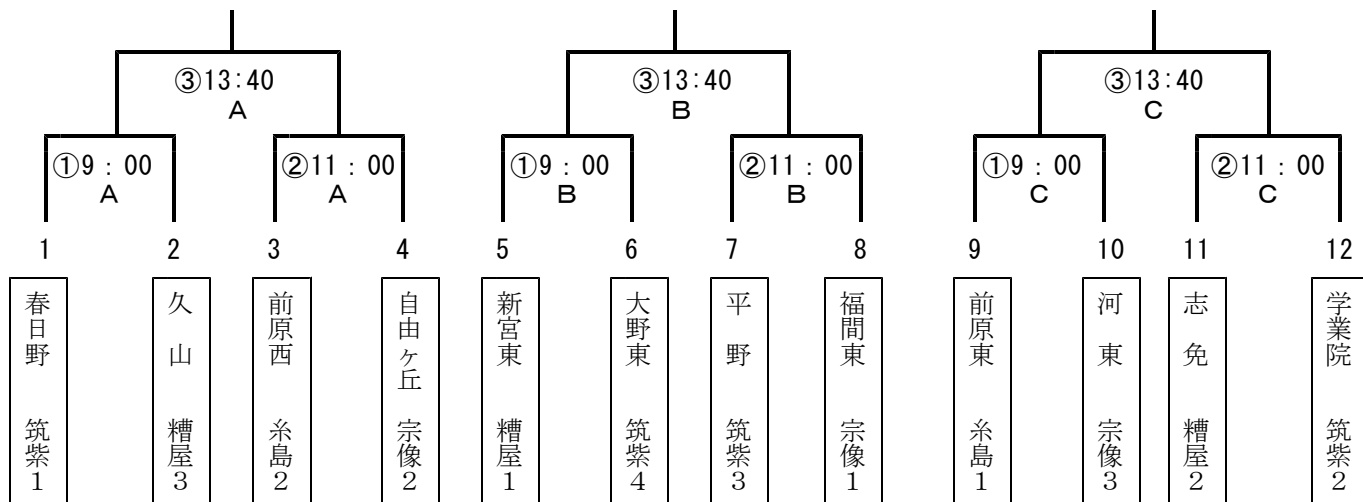 ③13:40
A
③13:40
B
③13:40
C
①9：00
A
②11：00
A
①9：00
B
②11：00
B
①9：00
C
②11：00
C
1
2
3
4
5
6
7
8
9
10
11
12
春日野 筑紫1
久山 糟屋3
前原西 糸島2
自由ヶ丘 宗像2
新宮東 糟屋1
大野東 筑紫4
平野 筑紫3
福間東 宗像1
前原東 糸島1
河東 宗像3
志免 糟屋2
学業院 筑紫2